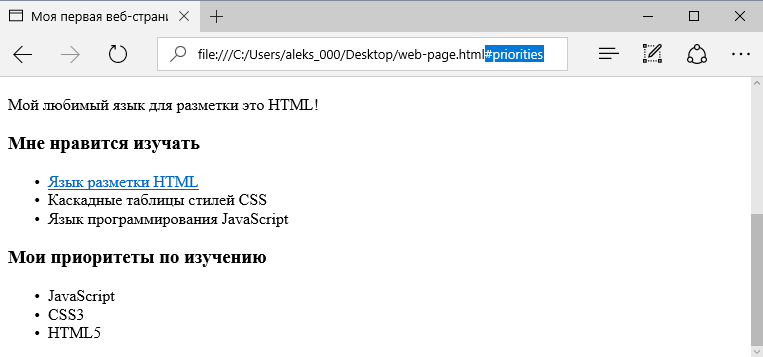 Моя первая веб-страни
file:///C:/Users/aleks_000/Desktop/web-page.html#priorities
Мой любимый язык для разметки это HTML!
Мне нравится изучать
• Язык разметки HTML
• Каскадные таблицы стилей CSS
• Язык программирования JavaScript
Мои приоритеты по изучению
• JavaScript
• CSS3
• HTML5